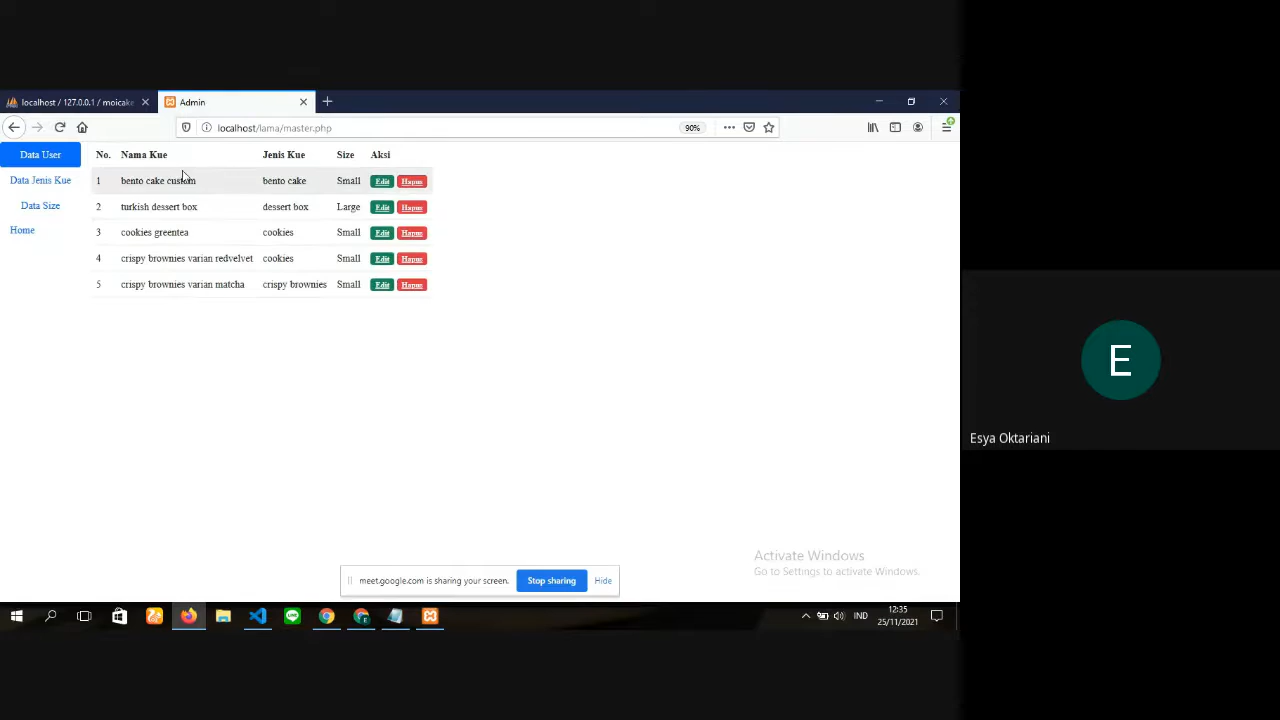 localhost / 127.0.0.1 / moicake
Admin
localhost/lama/master.php
90%
Data User
Data Jenis Kue
Data Size
Home
No. Nama Kue Jenis Kue Size Aksi
1 bento cake custom bento cake Small Edit Hapus
2 turkish dessert box dessert box Large Edit Hapus
3 cookies greentea cookies Small Edit Hapus
4 crispy brownies varian redvelvet cookies Small Edit Hapus
5 crispy brownies varian matcha crispy brownies Small Edit Hapus
E
Esya Oktariani
Activate Windows
Go to Settings to activate Windows.
meet.google.com is sharing your screen. Stop sharing Hide
IND
12:35
25/11/2021